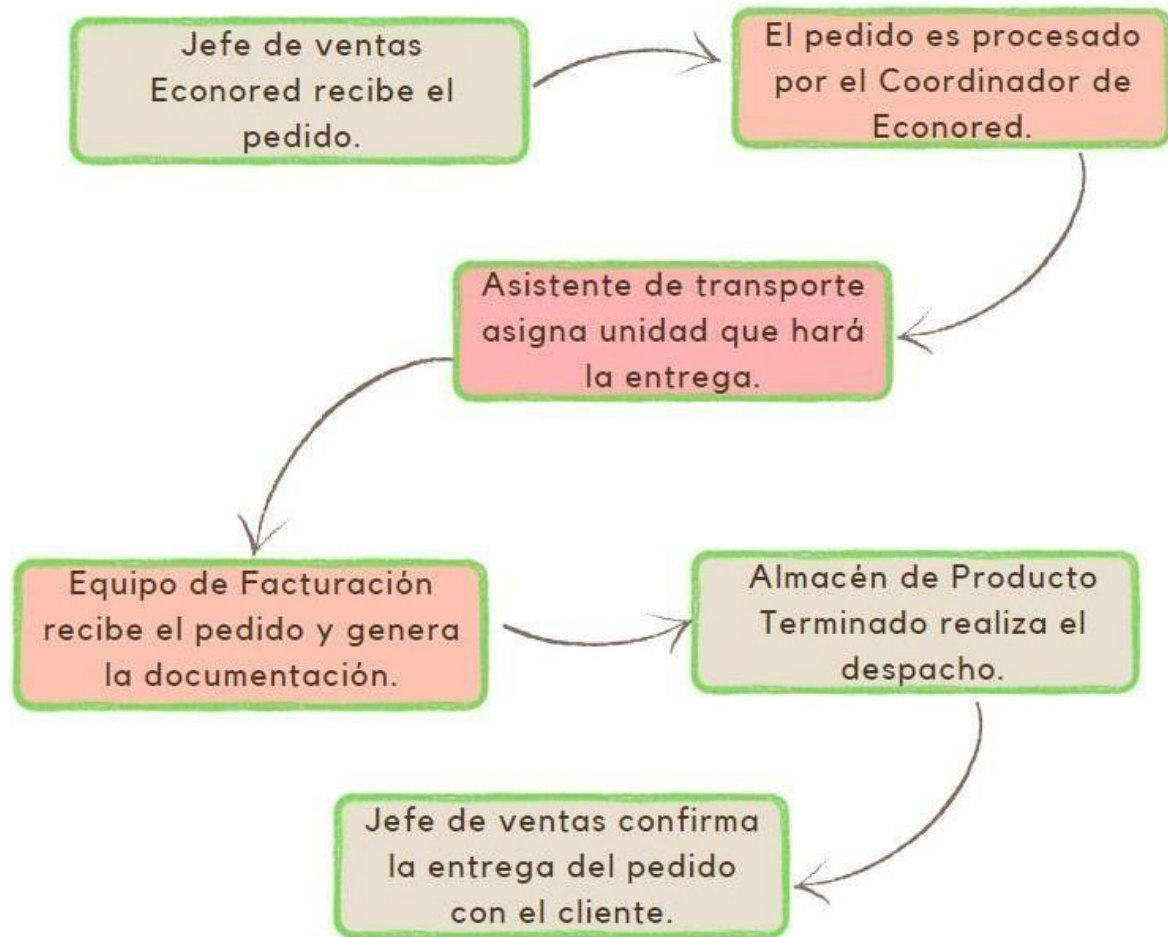 Jefe de ventas
Econored recibe el
pedido.
El pedido es procesado
por el Coordinador de
Econored.
Asistente de transporte
asigna unidad que hará
la entrega.
Equipo de Facturación
recibe el pedido y genera
la documentación.
Almacén de Producto
Terminado realiza el
despacho.
Jefe de ventas confirma
la entrega del pedido
con el cliente.